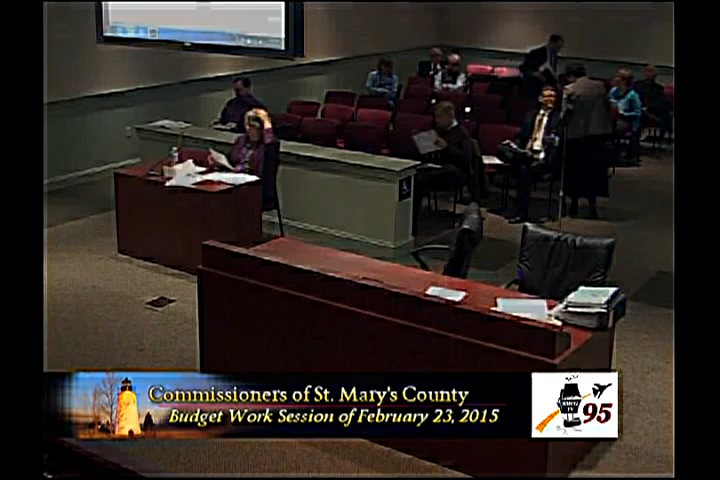 Commissioners of St. Mary's County
Budget Work Session of February 23, 2015
95